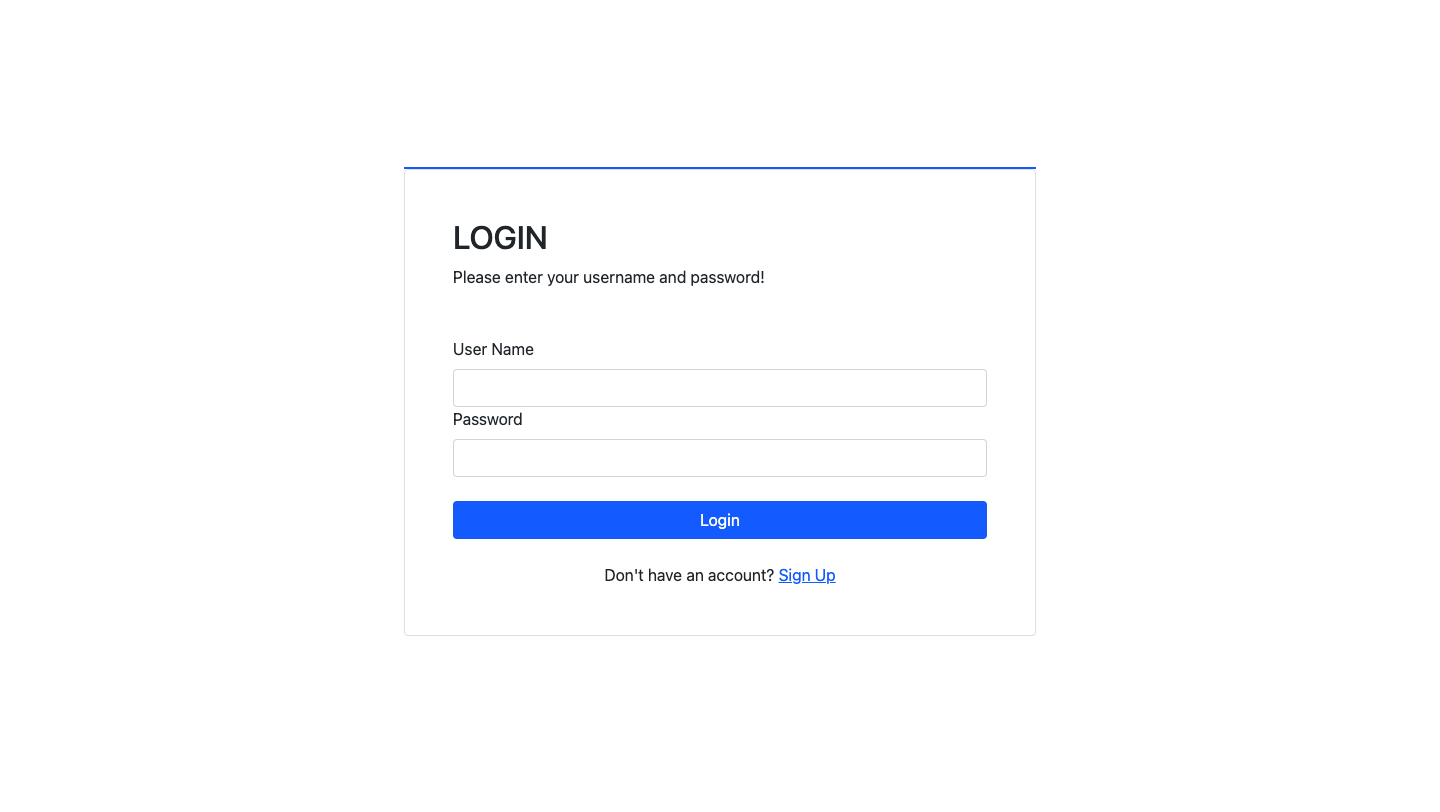 LOGIN
Please enter your username and password!
User Name
Password
Login
Don't have an account? Sign Up